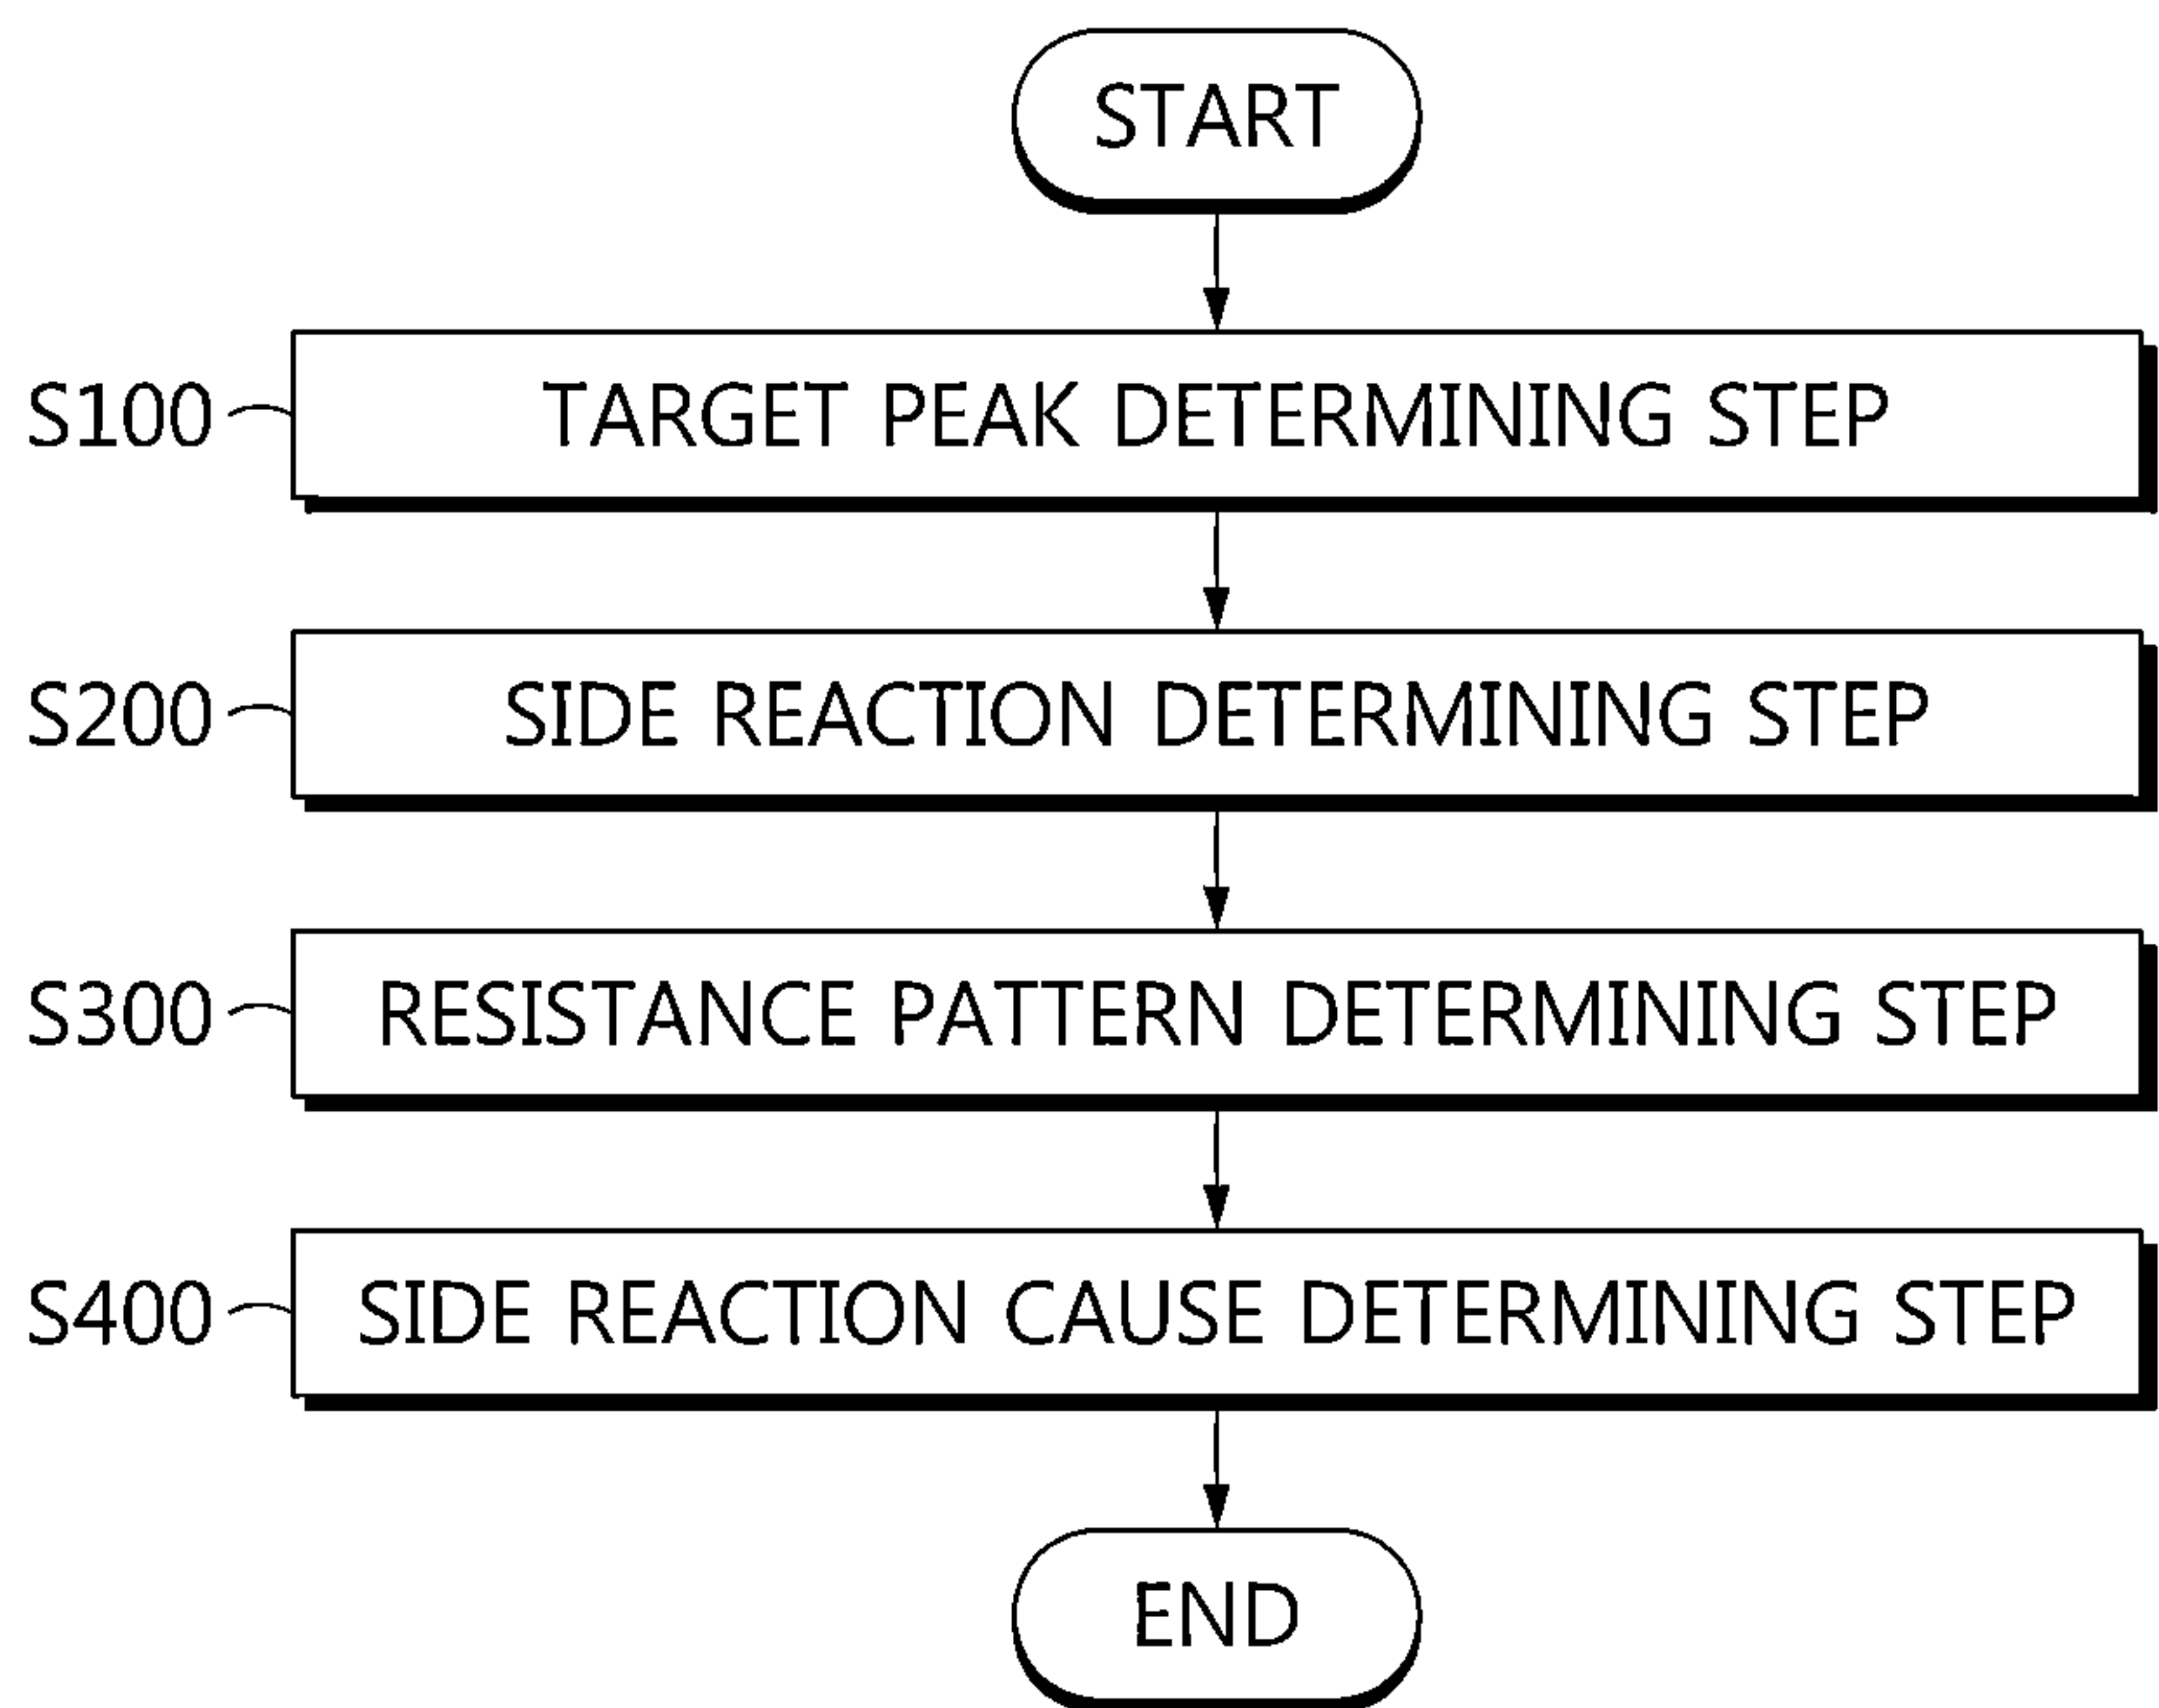 START
S100 TARGET PEAK DETERMINING STEP
S200 SIDE REACTION DETERMINING STEP
S300 RESISTANCE PATTERN DETERMINING STEP
S400 SIDE REACTION CAUSE DETERMINING STEP
END